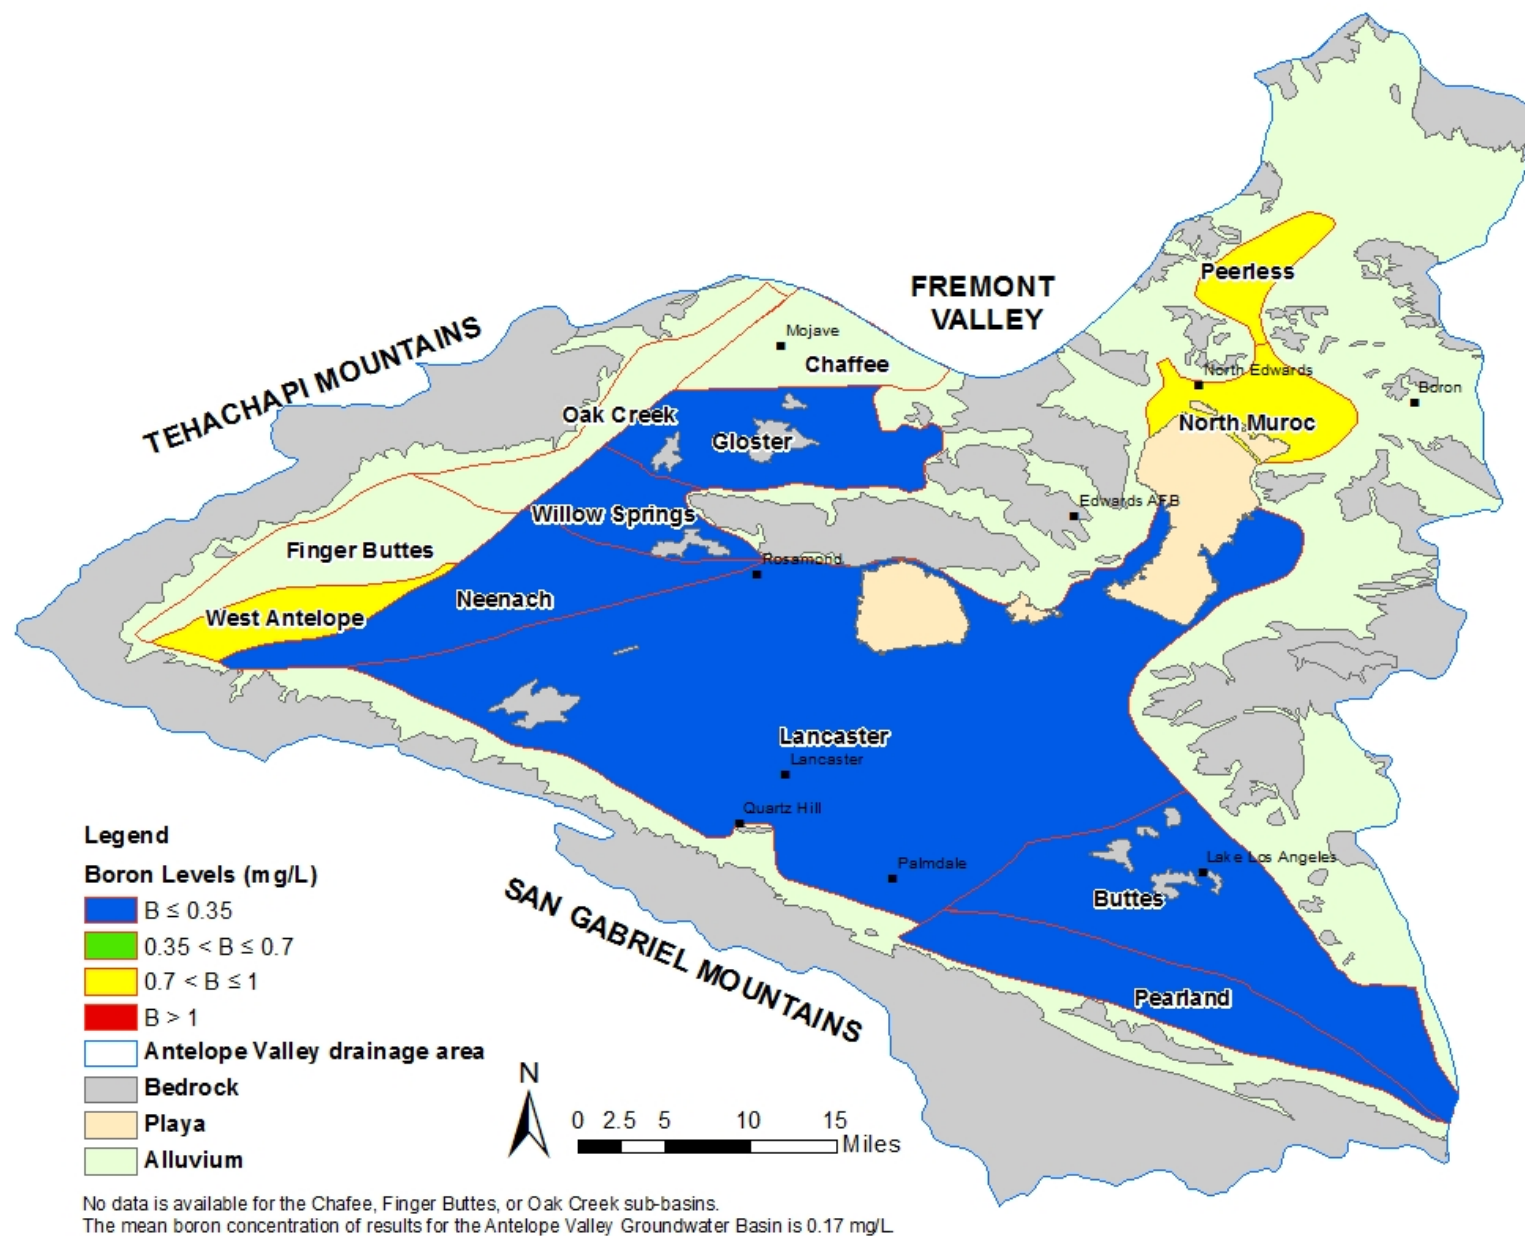 FREMONT
VALLEY
TEHACHAPI MOUNTAINS
Peerless
Mojave
Chaffee
North Edwards
Boron
Oak Creek
North Muroc
Gloster
Edwards AFB
Willow Springs
Finger Buttes
Rosamond
Neenach
West Antelope
Lancaster
Lancaster
Quartz Hill
Palmdale
Lake Los Angeles
Buttes
SAN GABRIEL MOUNTAINS
Pearland
Legend
Boron Levels (mg/L)
B ≤ 0.35
0.35 < B ≤ 0.7
0.7 < B ≤ 1
B > 1
Antelope Valley drainage area
Bedrock
Playa
Alluvium
N
0 2.5 5 10 15
Miles
No data is available for the Chafee, Finger Buttes, or Oak Creek sub-basins.
The mean boron concentration of results for the Antelope Valley Groundwater Basin is 0.17 mg/L.